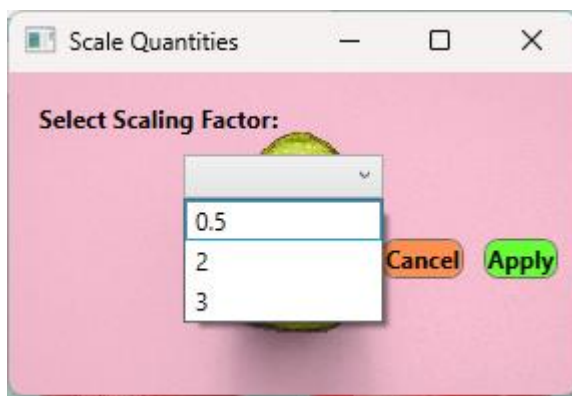 Scale Quantities
Select Scaling Factor:
0.5
2
Cancel Apply
3